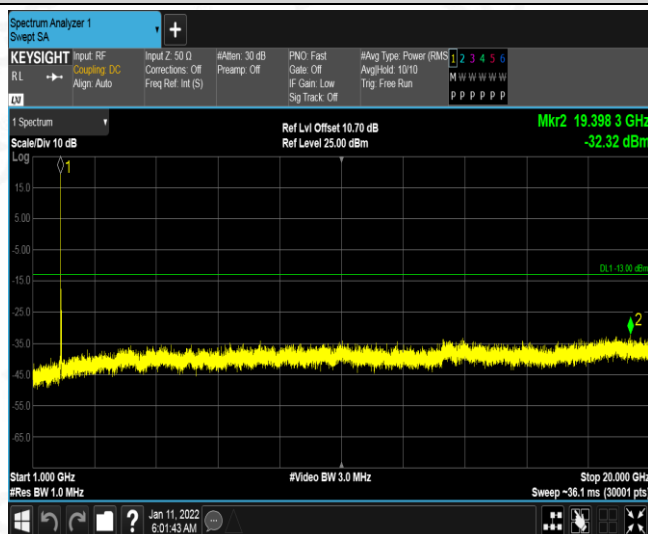 Spectrum Analyzer 1
Swept SA
+
KEYSIGHT
RL
LXI
Input: RF
Coupling: DC
Align: Auto
Input Z: 50 Ω
Corrections: Off
Freq Ref: Int (S)
#Atten: 30 dB
Preamp: Off
PNO: Fast
Gate: Off
IF Gain: Low
Sig Track: Off
#Avg Type: Power (RMS
Avg|Hold: 10/10
Trig: Free Run
1 2 3 4 5 6
M W W W W W
P P P P P P
1 Spectrum
Scale/Div 10 dB
Ref Lvl Offset 10.70 dB
Ref Level 25.00 dBm
Mkr2 19.398 3 GHz
-32.32 dBm
Log
1
15.0
5.00
-5.00
DL1 -13.00 dBm
-15.0
-25.0
2
-35.0
-45.0
-55.0
-65.0
Start 1.000 GHz
#Video BW 3.0 MHz
Stop 20.000 GHz
#Res BW 1.0 MHz
Sweep ~36.1 ms (30001 pts)
?
Jan 11, 2022
6:01:43 AM